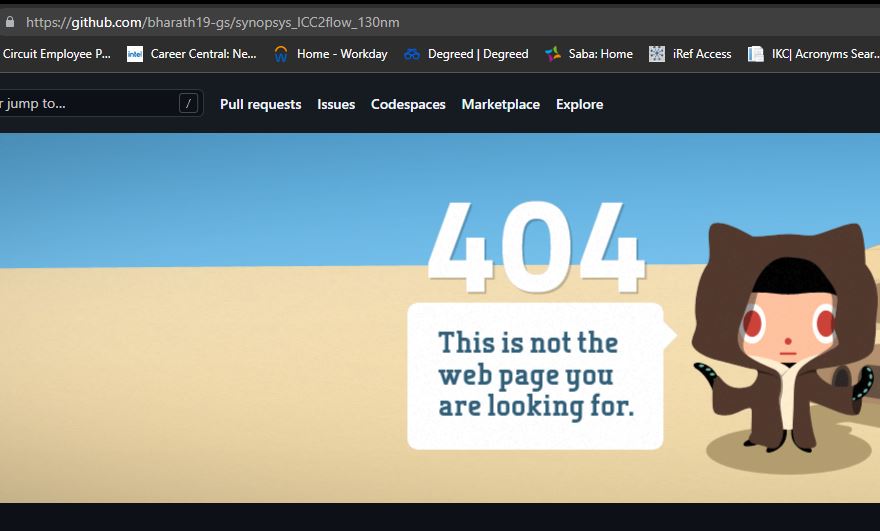 https://github.com/bharath19-gs/synopsys_ICC2flow_130nm
Circuit Employee P... intel Career Central: Ne... Home - Workday Degreed | Degreed Saba: Home iRef Access IKC| Acronyms Sear...
r jump to... / Pull requests Issues Codespaces Marketplace Explore
404
This is not the
web page you
are looking for.